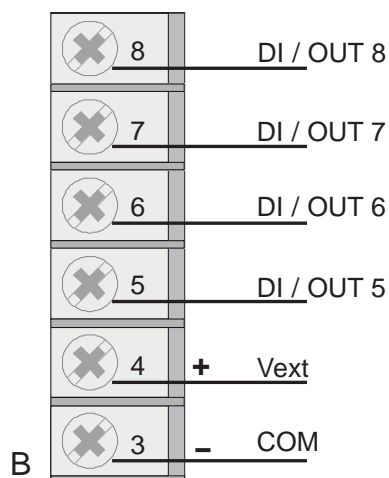 8 DI / OUT 8
7 DI / OUT 7
6 DI / OUT 6
5 DI / OUT 5
4 + Vext
3 – COM
B